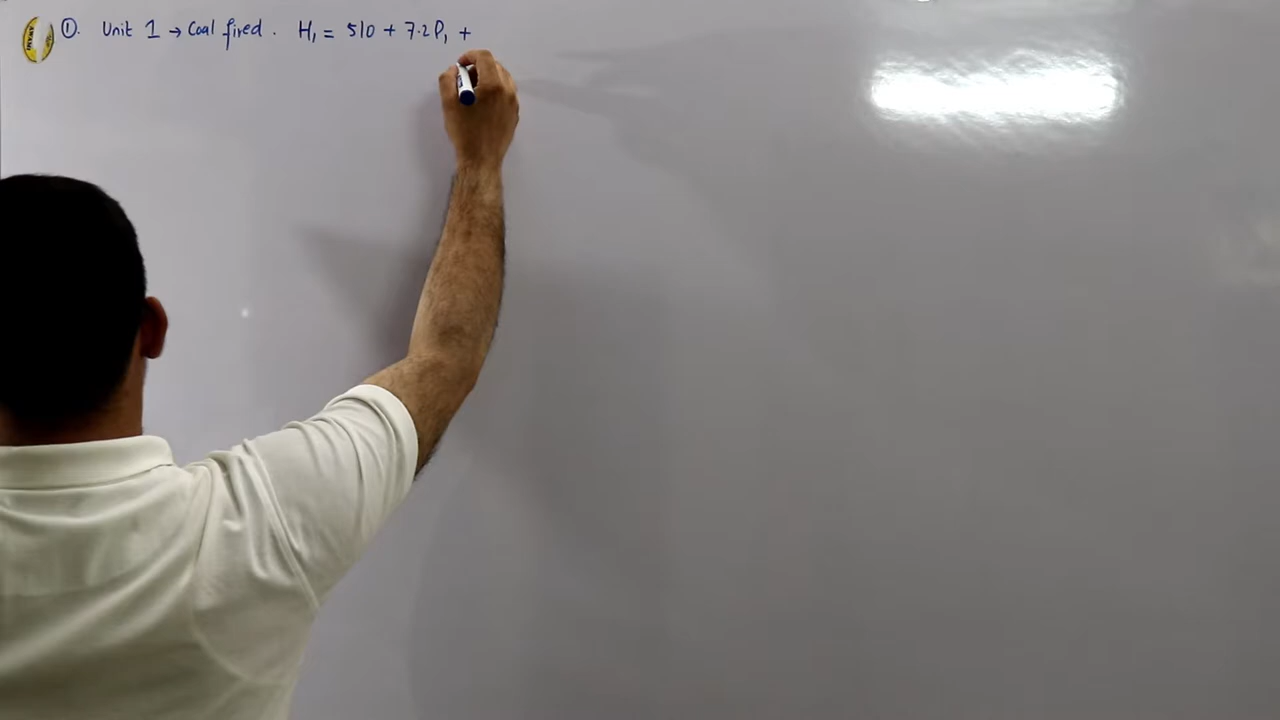 ①. Unit 1 → Coal fired. H₁ = 510 + 7.2P₁ +